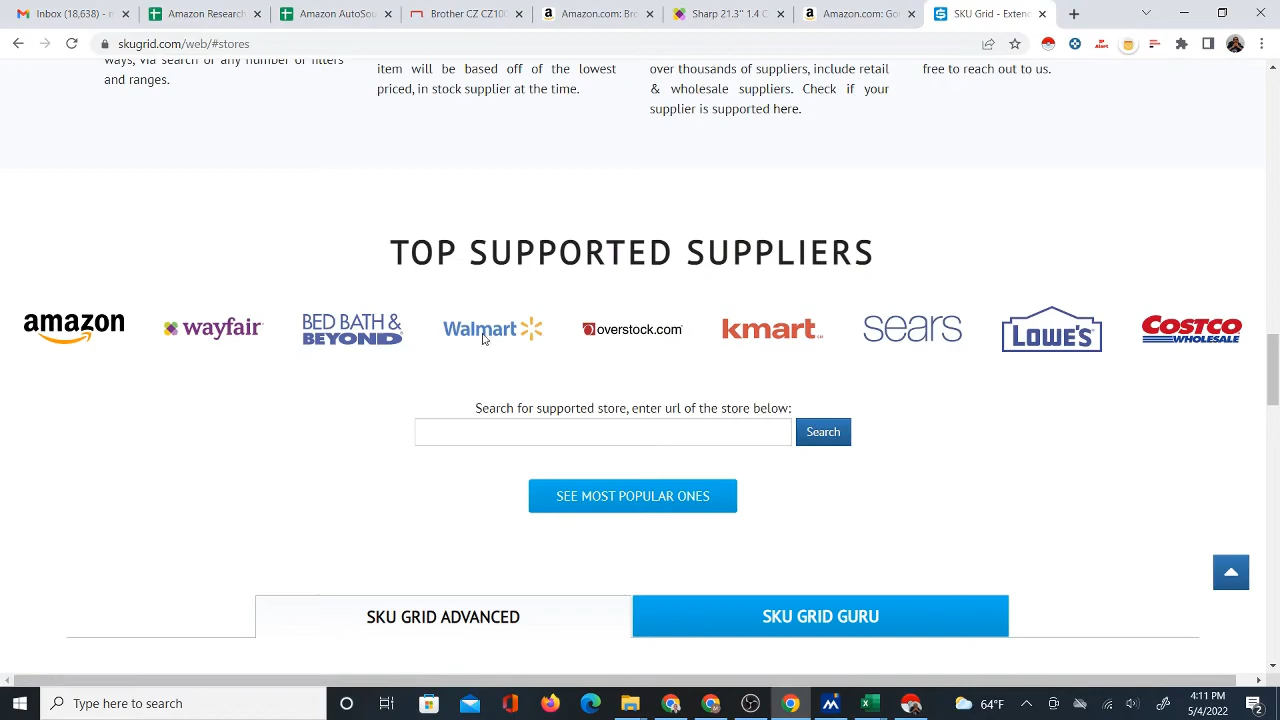 Inbox (18,638) - e
Amazon Research
Amazon AutoSo
Brother CZ CZ10
Amazon.com: Bro
Sharp 1.3" 1.4 C
Amazon.com: Go
SKU Grid - Exten
skugrid.com/web/#stores
ways, via search of any number of filters
and ranges.
item will be based off of the lowest
priced, in stock supplier at the time.
over thousands of suppliers, include retail
& wholesale suppliers. Check if your
supplier is supported here.
free to reach out to us.
TOP SUPPORTED SUPPLIERS
amazon
wayfair
BED BATH &
BEYOND
Walmart
overstock.com
kmart
sears
LOWE'S
COSTCO
WHOLESALE
Search for supported store, enter url of the store below:
Search
SEE MOST POPULAR ONES
SKU GRID ADVANCED
SKU GRID GURU
Type here to search
64°F
4:11 PM
5/4/2022
2